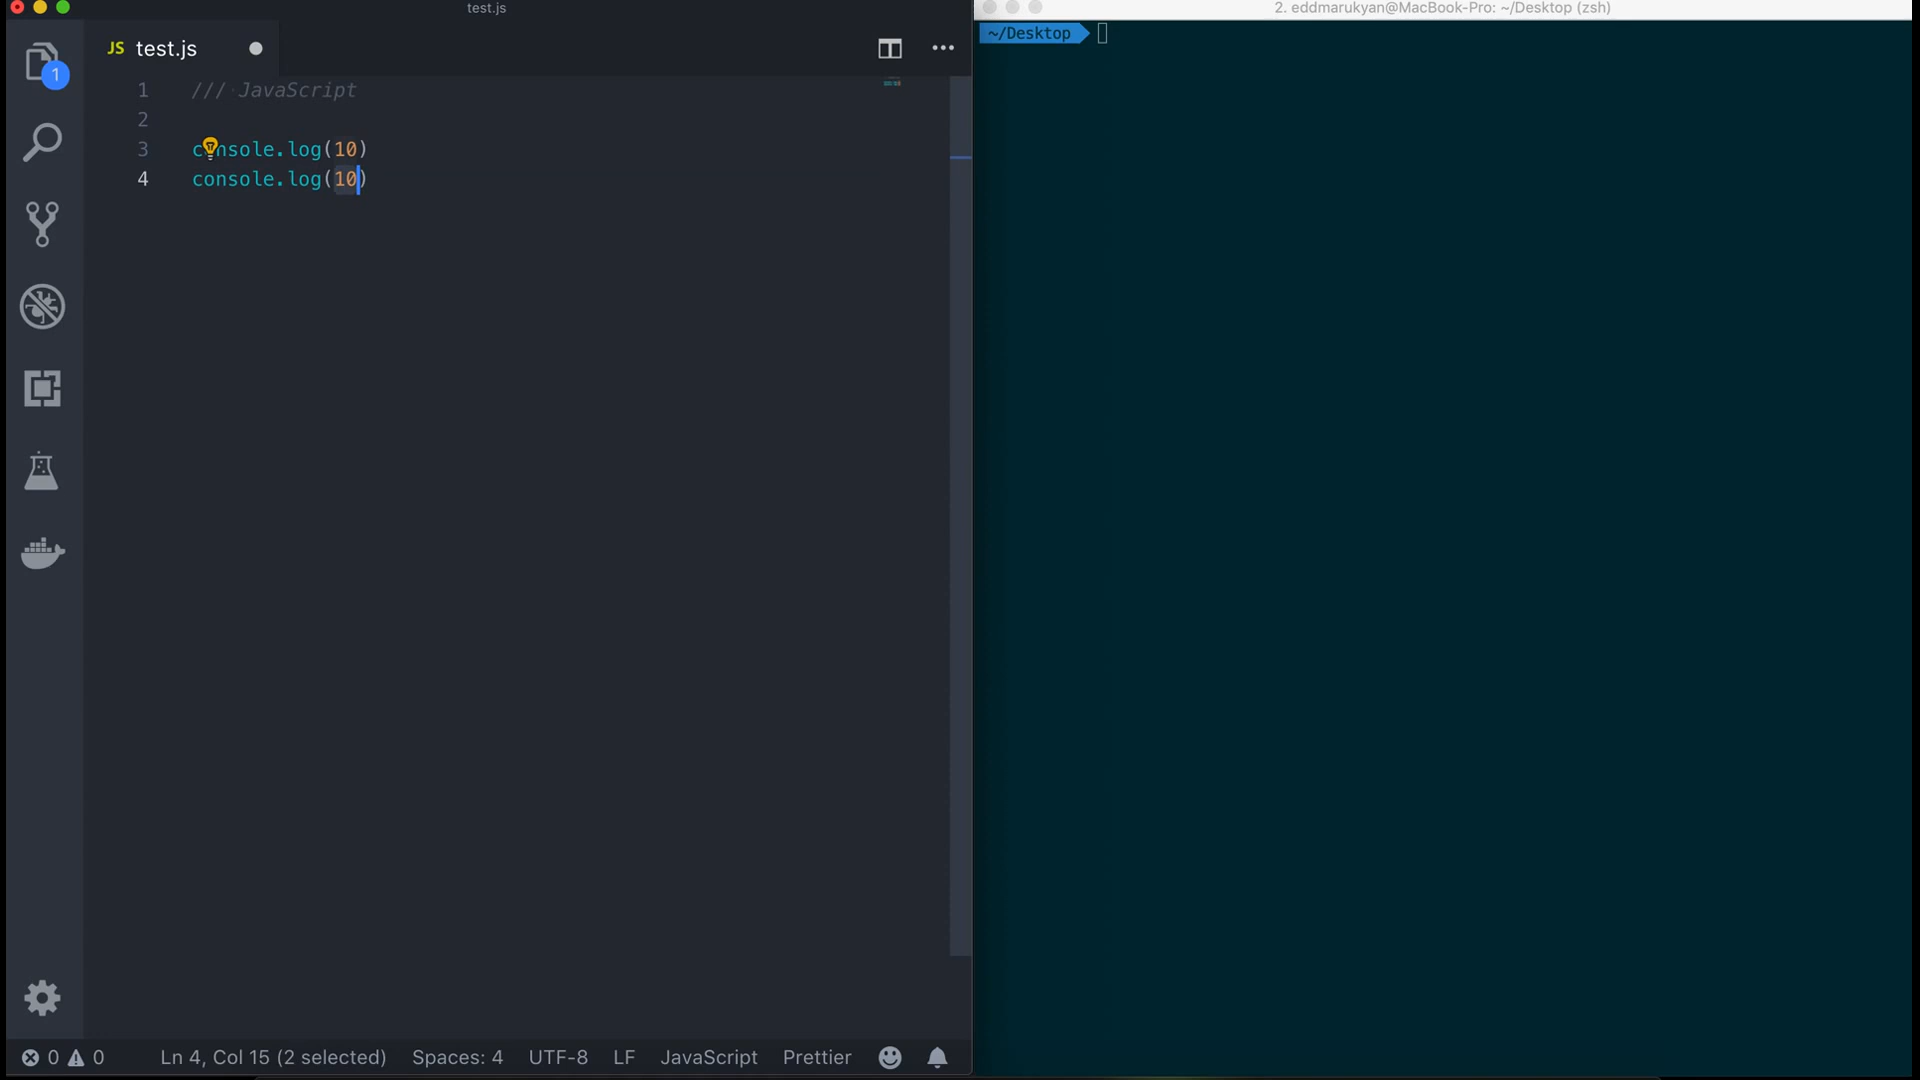 test.js
2. eddmarukyan@MacBook-Pro: ~/Desktop (zsh)
JS test.js
~/Desktop
1
1 /// JavaScript
2
3 console.log(10)
4 console.log(10)
0 0 Ln 4, Col 15 (2 selected) Spaces: 4 UTF-8 LF JavaScript Prettier